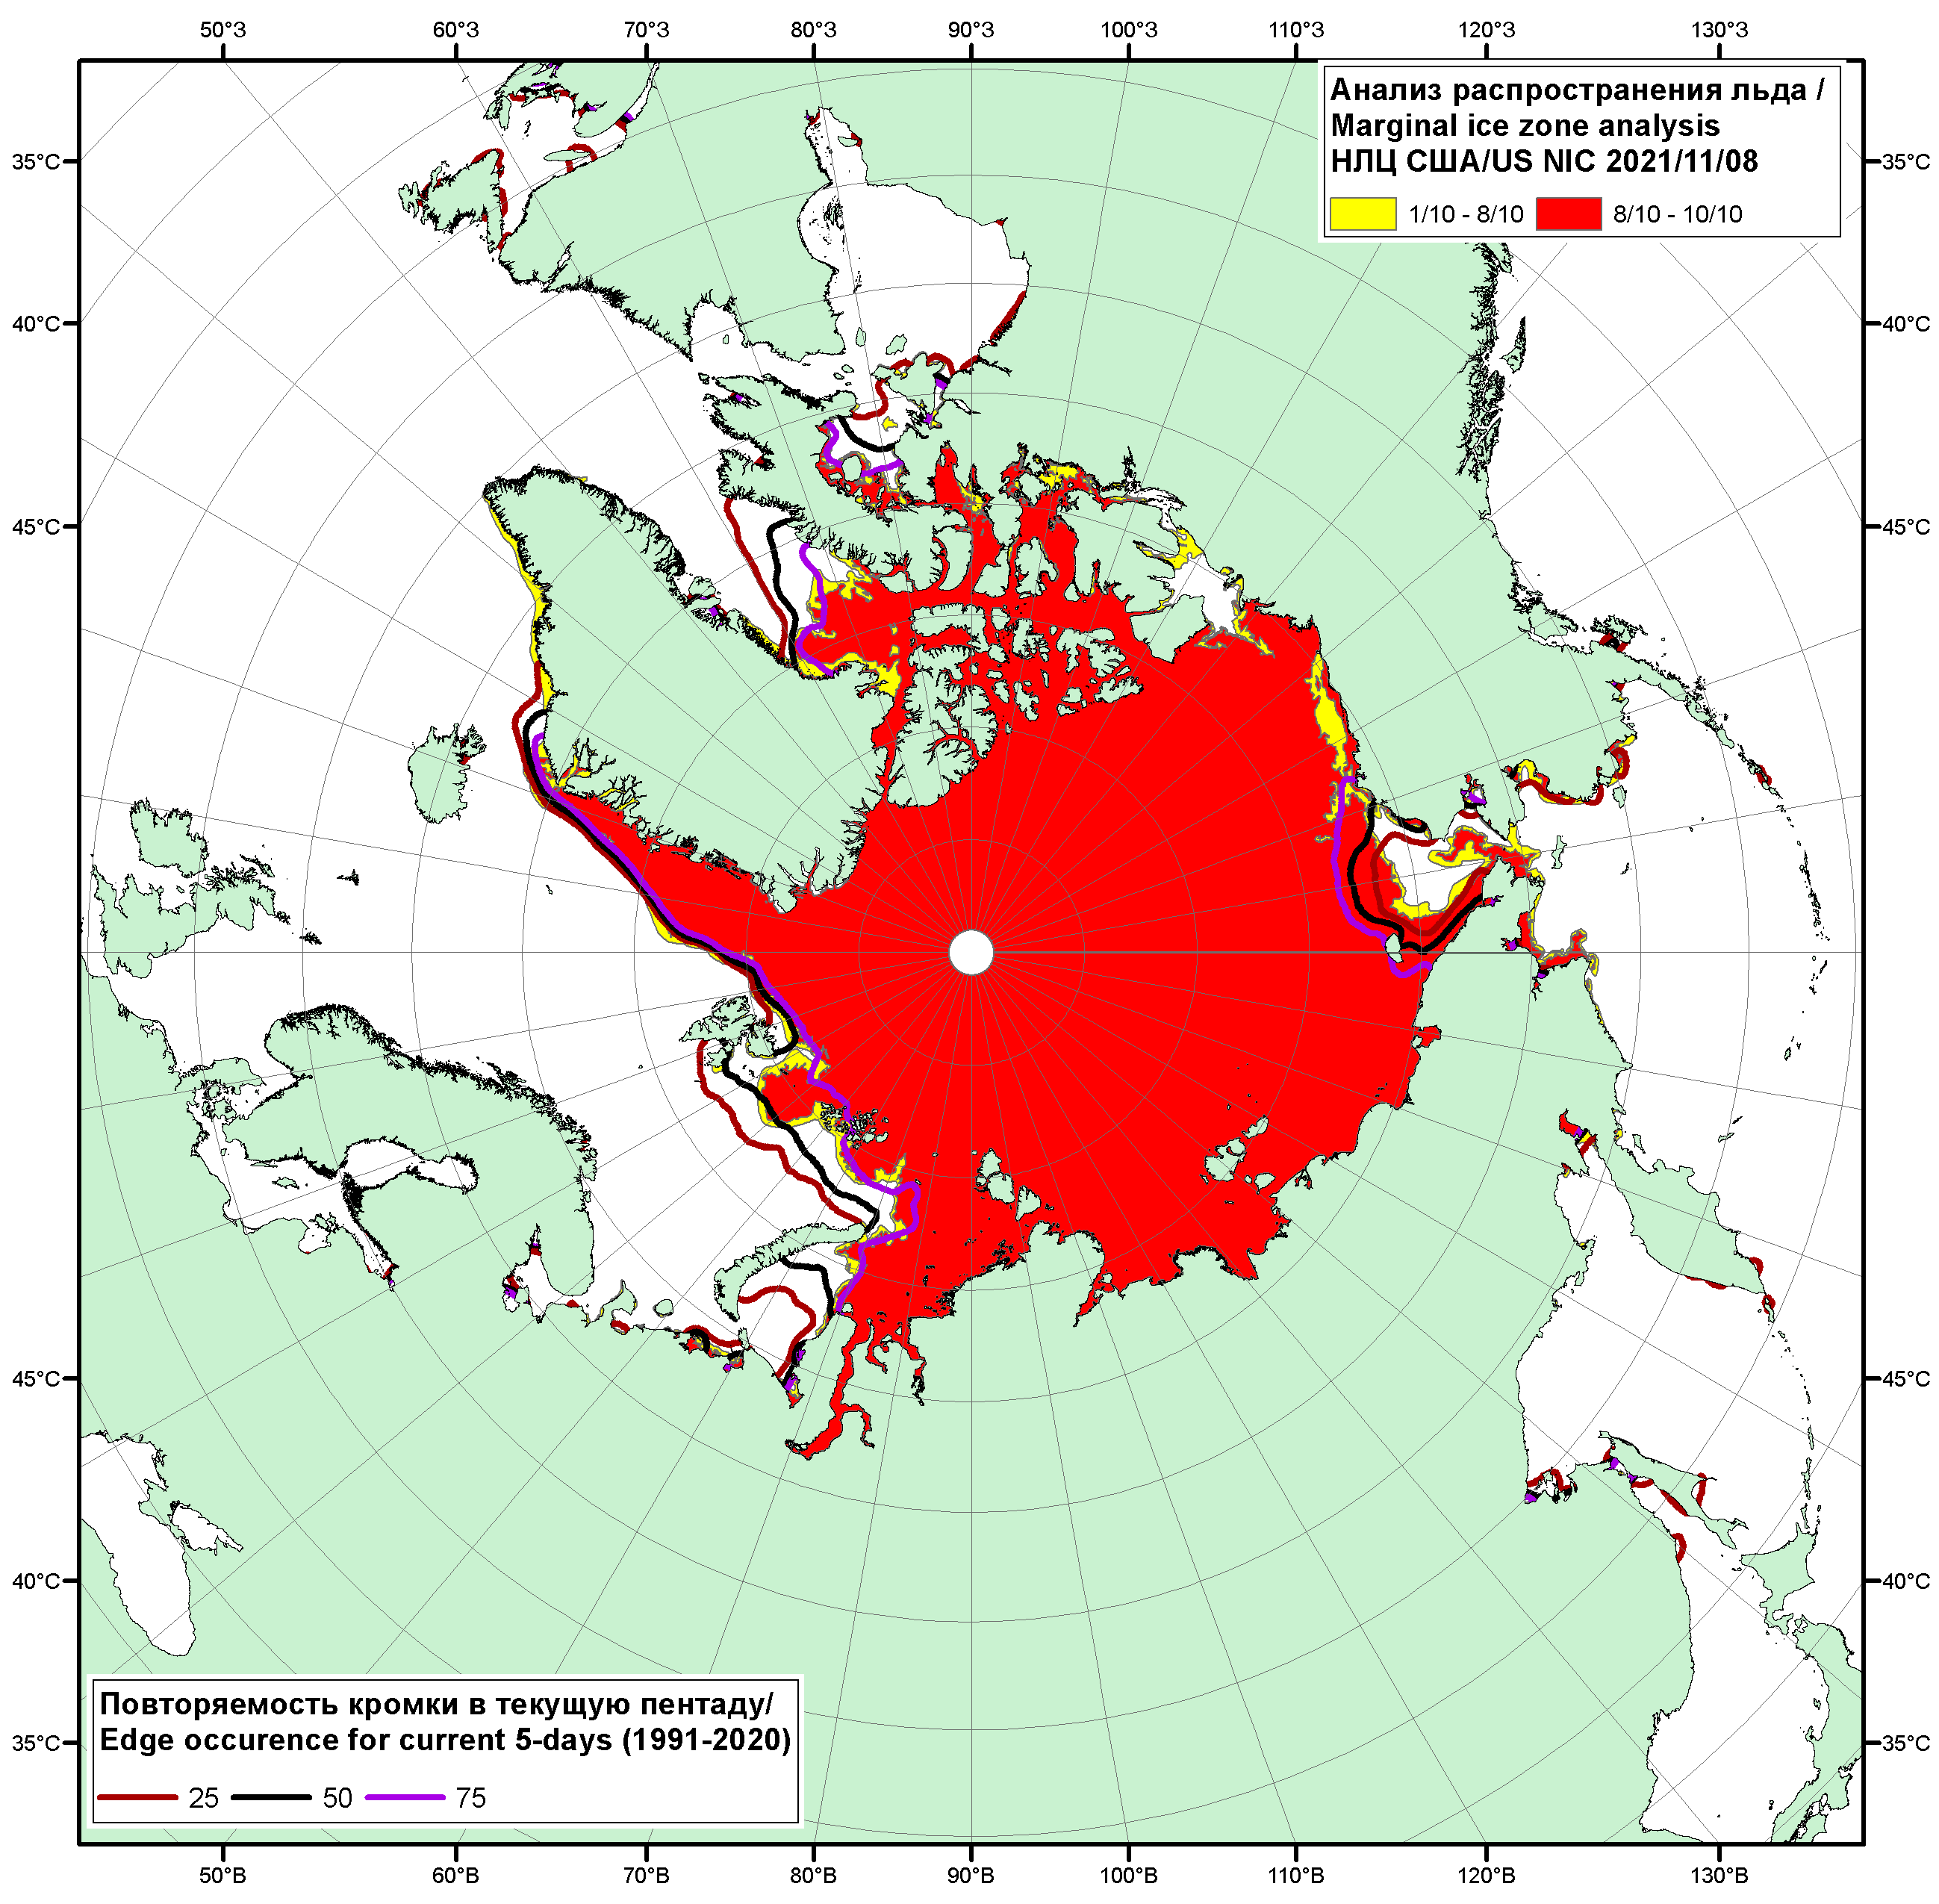 50°З 60°З 70°З 80°З 90°З 100°З 110°З 120°З 130°З
Анализ распространения льда /
Marginal ice zone analysis
НЛЦ США/US NIC 2021/11/08
1/10 - 8/10 8/10 - 10/10
35°С 35°С
40°С 40°С
45°С 45°С
45°С 45°С
40°С 40°С
35°С 35°С
Повторяемость кромки в текущую пентаду/
Edge occurence for current 5-days (1991-2020)
25 50 75
50°В 60°В 70°В 80°В 90°В 100°В 110°В 120°В 130°В